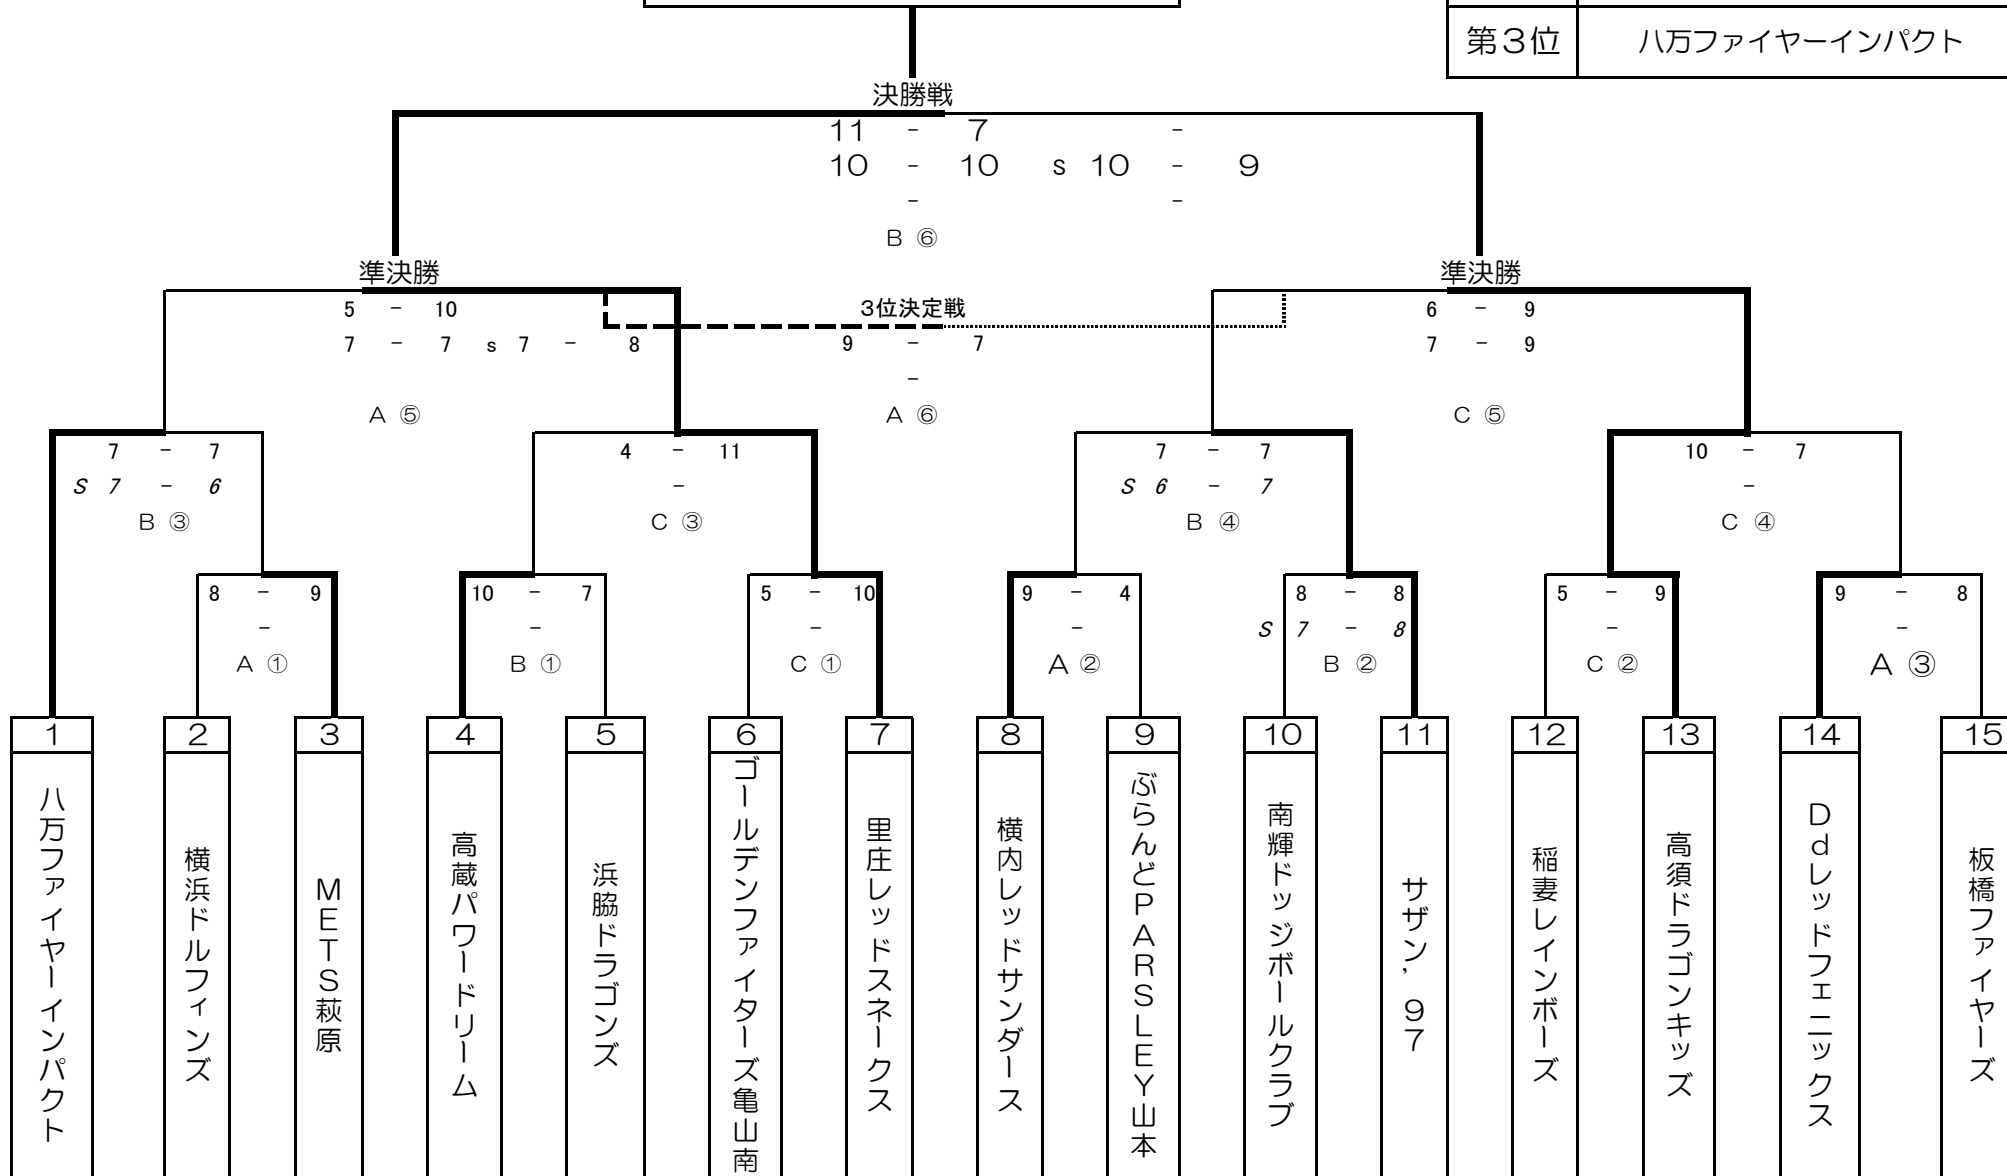 第３位 八万ファイヤーインパクト
決勝戦
11 - 7 -
10 - 10 s 10 - 9
- -
B ⑥
準決勝 準決勝
5 - 10 3位決定戦 6 - 9
7 - 7 s 7 - 8 9 - 7 7 - 9
-
A ⑤ A ⑥ C ⑤
7 - 7 4 - 11 7 - 7 10 - 7
S 7 - 6 - S 6 - 7 -
B ③ C ③ B ④ C ④
8 - 9 10 - 7 5 - 10 9 - 4 8 - 8 5 - 9 9 - 8
- - - - S 7 - 8 - -
A ① B ① C ① A ② B ② C ② A ③
1 2 3 4 5 6 7 8 9 10 11 12 13 14 15
八万ファイヤーインパクト
横浜ドルフィンズ
METS萩原
高蔵パワードリーム
浜脇ドラゴンズ
ゴールデンファイターズ亀山南
里庄レッドスネークス
横内レッドサンダース
ぶらんどPARSLEY山本
南輝ドッジボールクラブ
サザン’97
稲妻レインボーズ
高須ドラゴンキッズ
Ddレッドフェニックス
板橋ファイヤーズ